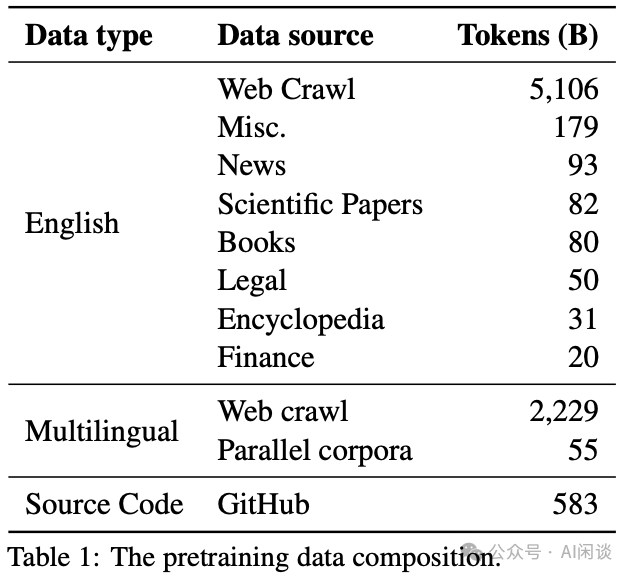 Data type Data source Tokens (B)
Web Crawl 5,106
Misc. 179
News 93
Scientific Papers 82
English
Books 80
Legal 50
Encyclopedia 31
Finance 20
Web crawl 2,229
Multilingual
Parallel corpora 55
Source Code GitHub 583
Table 1: The pretraining data composition.
公众号 · AI闲谈